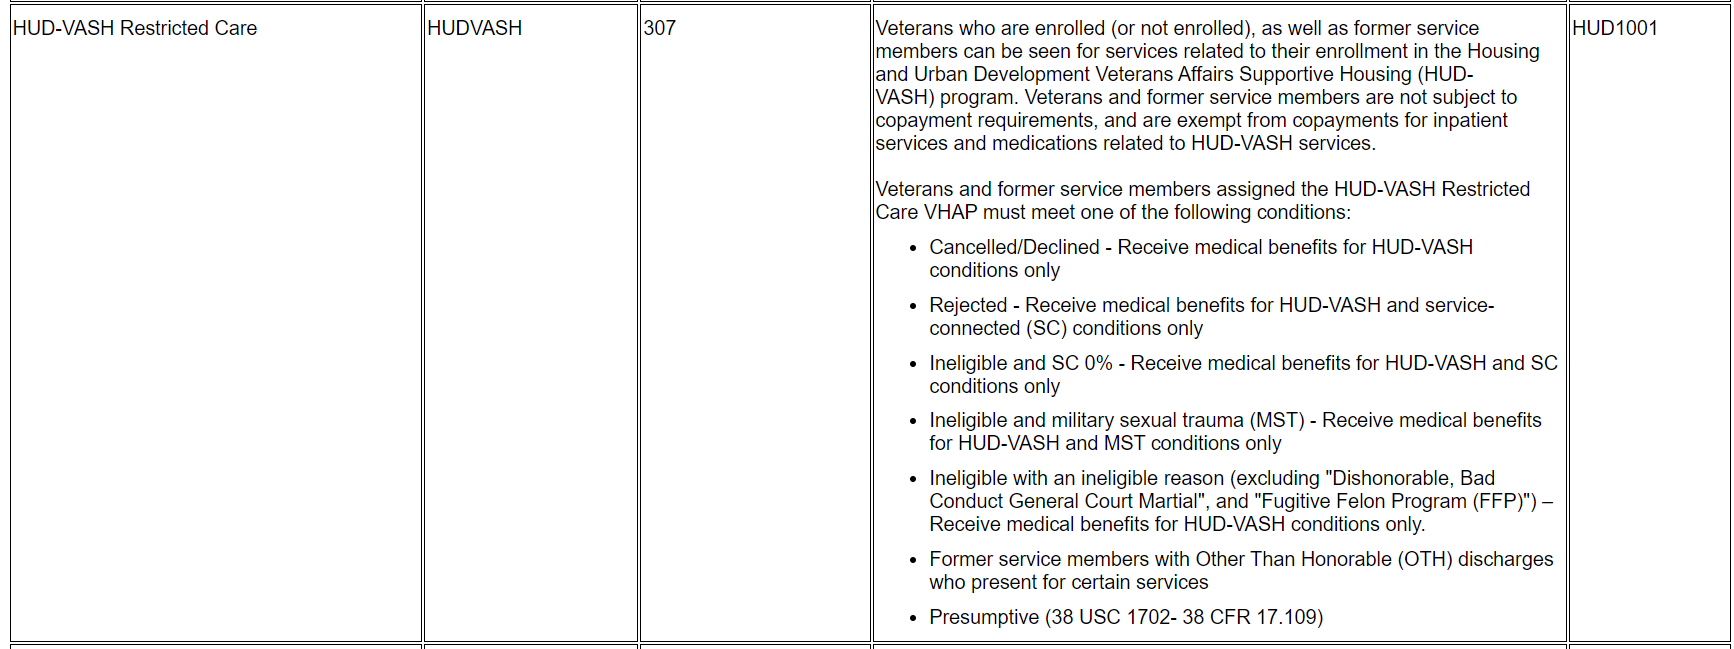 HUD-VASH Restricted Care
HUDVASH
307
Veterans who are enrolled (or not enrolled), as well as former service
members can be seen for services related to their enrollment in the Housing
and Urban Development Veterans Affairs Supportive Housing (HUD-
VASH) program. Veterans and former service members are not subject to
copayment requirements, and are exempt from copayments for inpatient
services and medications related to HUD-VASH services.
Veterans and former service members assigned the HUD-VASH Restricted
Care VHAP must meet one of the following conditions:
• Cancelled/Declined - Receive medical benefits for HUD-VASH
conditions only
• Rejected - Receive medical benefits for HUD-VASH and service-
connected (SC) conditions only
• Ineligible and SC 0% - Receive medical benefits for HUD-VASH and SC
conditions only
• Ineligible and military sexual trauma (MST) - Receive medical benefits
for HUD-VASH and MST conditions only
• Ineligible with an ineligible reason (excluding "Dishonorable, Bad
Conduct General Court Martial", and "Fugitive Felon Program (FFP)") –
Receive medical benefits for HUD-VASH conditions only.
• Former service members with Other Than Honorable (OTH) discharges
who present for certain services
• Presumptive (38 USC 1702- 38 CFR 17.109)
HUD1001